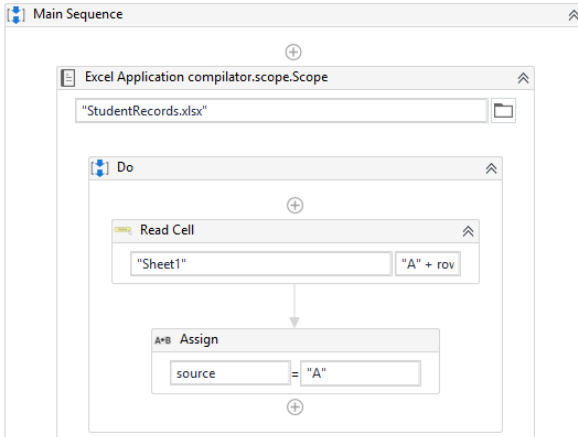 Main Sequence
Excel Application compilator.scope.Scope
"StudentRecords.xlsx"
Do
Read Cell
"Sheet1" "A" + rov
A+B Assign
source = "A"